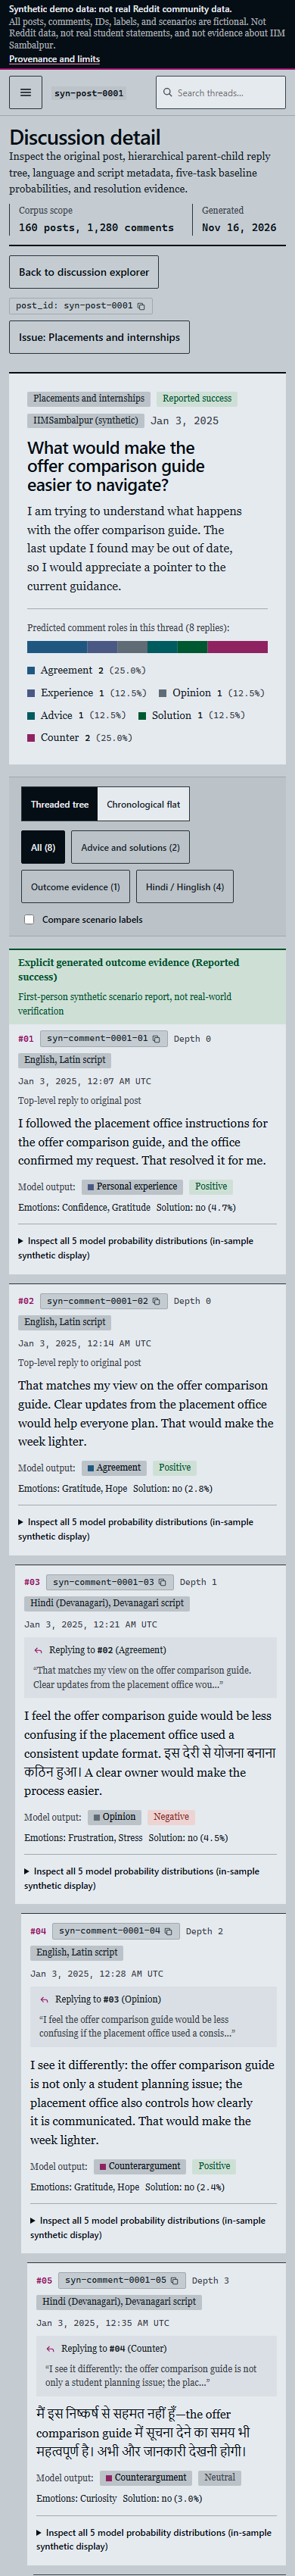 Synthetic demo data: not real Reddit community data.
All posts, comments, IDs, labels, and scenarios are fictional. Not
Reddit data, not real student statements, and not evidence about IIM
Sambalpur.
Provenance and limits
syn-post-0001
Search threads...
Discussion detail
Inspect the original post, hierarchical parent-child reply
tree, language and script metadata, five-task baseline
probabilities, and resolution evidence.
Corpus scope
160 posts, 1,280 comments
Generated
Nov 16, 2026
Back to discussion explorer
post_id: syn-post-0001
Issue: Placements and internships
Placements and internships
Reported success
IIMSambalpur (synthetic)
Jan 3, 2025
What would make the
offer comparison guide
easier to navigate?
I am trying to understand what happens
with the offer comparison guide. The
last update I found may be out of date,
so I would appreciate a pointer to the
current guidance.
Predicted comment roles in this thread (8 replies):
Agreement 2 (25.0%)
Experience 1 (12.5%) Opinion 1 (12.5%)
Advice 1 (12.5%) Solution 1 (12.5%)
Counter 2 (25.0%)
Threaded tree
Chronological flat
All (8)
Advice and solutions (2)
Outcome evidence (1)
Hindi / Hinglish (4)
Compare scenario labels
Explicit generated outcome evidence (Reported
success)
First-person synthetic scenario report, not real-world
verification
#01 syn-comment-0001-01 Depth 0
English, Latin script
Jan 3, 2025, 12:07 AM UTC
Top-level reply to original post
I followed the placement office instructions for
the offer comparison guide, and the office
confirmed my request. That resolved it for me.
Model output: Personal experience Positive
Emotions: Confidence, Gratitude Solution: no (4.7%)
Inspect all 5 model probability distributions (in-sample
synthetic display)
#02 syn-comment-0001-02 Depth 0
English, Latin script
Jan 3, 2025, 12:14 AM UTC
Top-level reply to original post
That matches my view on the offer comparison
guide. Clear updates from the placement office
would help everyone plan. That would make the
week lighter.
Model output: Agreement Positive
Emotions: Gratitude, Hope Solution: no (2.8%)
Inspect all 5 model probability distributions (in-sample
synthetic display)
#03 syn-comment-0001-03 Depth 1
Hindi (Devanagari), Devanagari script
Jan 3, 2025, 12:21 AM UTC
Replying to #02 (Agreement)
“That matches my view on the offer comparison guide.
Clear updates from the placement office wou...”
I feel the offer comparison guide would be less
confusing if the placement office used a
consistent update format. इस देरी से योजना बनाना
कठिन हुआ। A clear owner would make the
process easier.
Model output: Opinion Negative
Emotions: Frustration, Stress Solution: no (4.5%)
Inspect all 5 model probability distributions (in-sample
synthetic display)
#04 syn-comment-0001-04 Depth 2
English, Latin script
Jan 3, 2025, 12:28 AM UTC
Replying to #03 (Opinion)
“I feel the offer comparison guide would be less
confusing if the placement office used a consis...”
I see it differently: the offer comparison guide
is not only a student planning issue; the
placement office also controls how clearly
it is communicated. That would make the
week lighter.
Model output: Counterargument Positive
Emotions: Gratitude, Hope Solution: no (2.4%)
Inspect all 5 model probability distributions (in-sample
synthetic display)
#05 syn-comment-0001-05 Depth 3
Hindi (Devanagari), Devanagari script
Jan 3, 2025, 12:35 AM UTC
Replying to #04 (Counter)
“I see it differently: the offer comparison guide is not
only a student planning issue; the plac...”
मैं इस निष्कर्ष से सहमत नहीं हूँ—the offer
comparison guide में सूचना देने का समय भी
महत्वपूर्ण है। अभी और जानकारी देखनी होगी।
Model output: Counterargument Neutral
Emotions: Curiosity Solution: no (3.0%)
Inspect all 5 model probability distributions (in-sample
synthetic display)